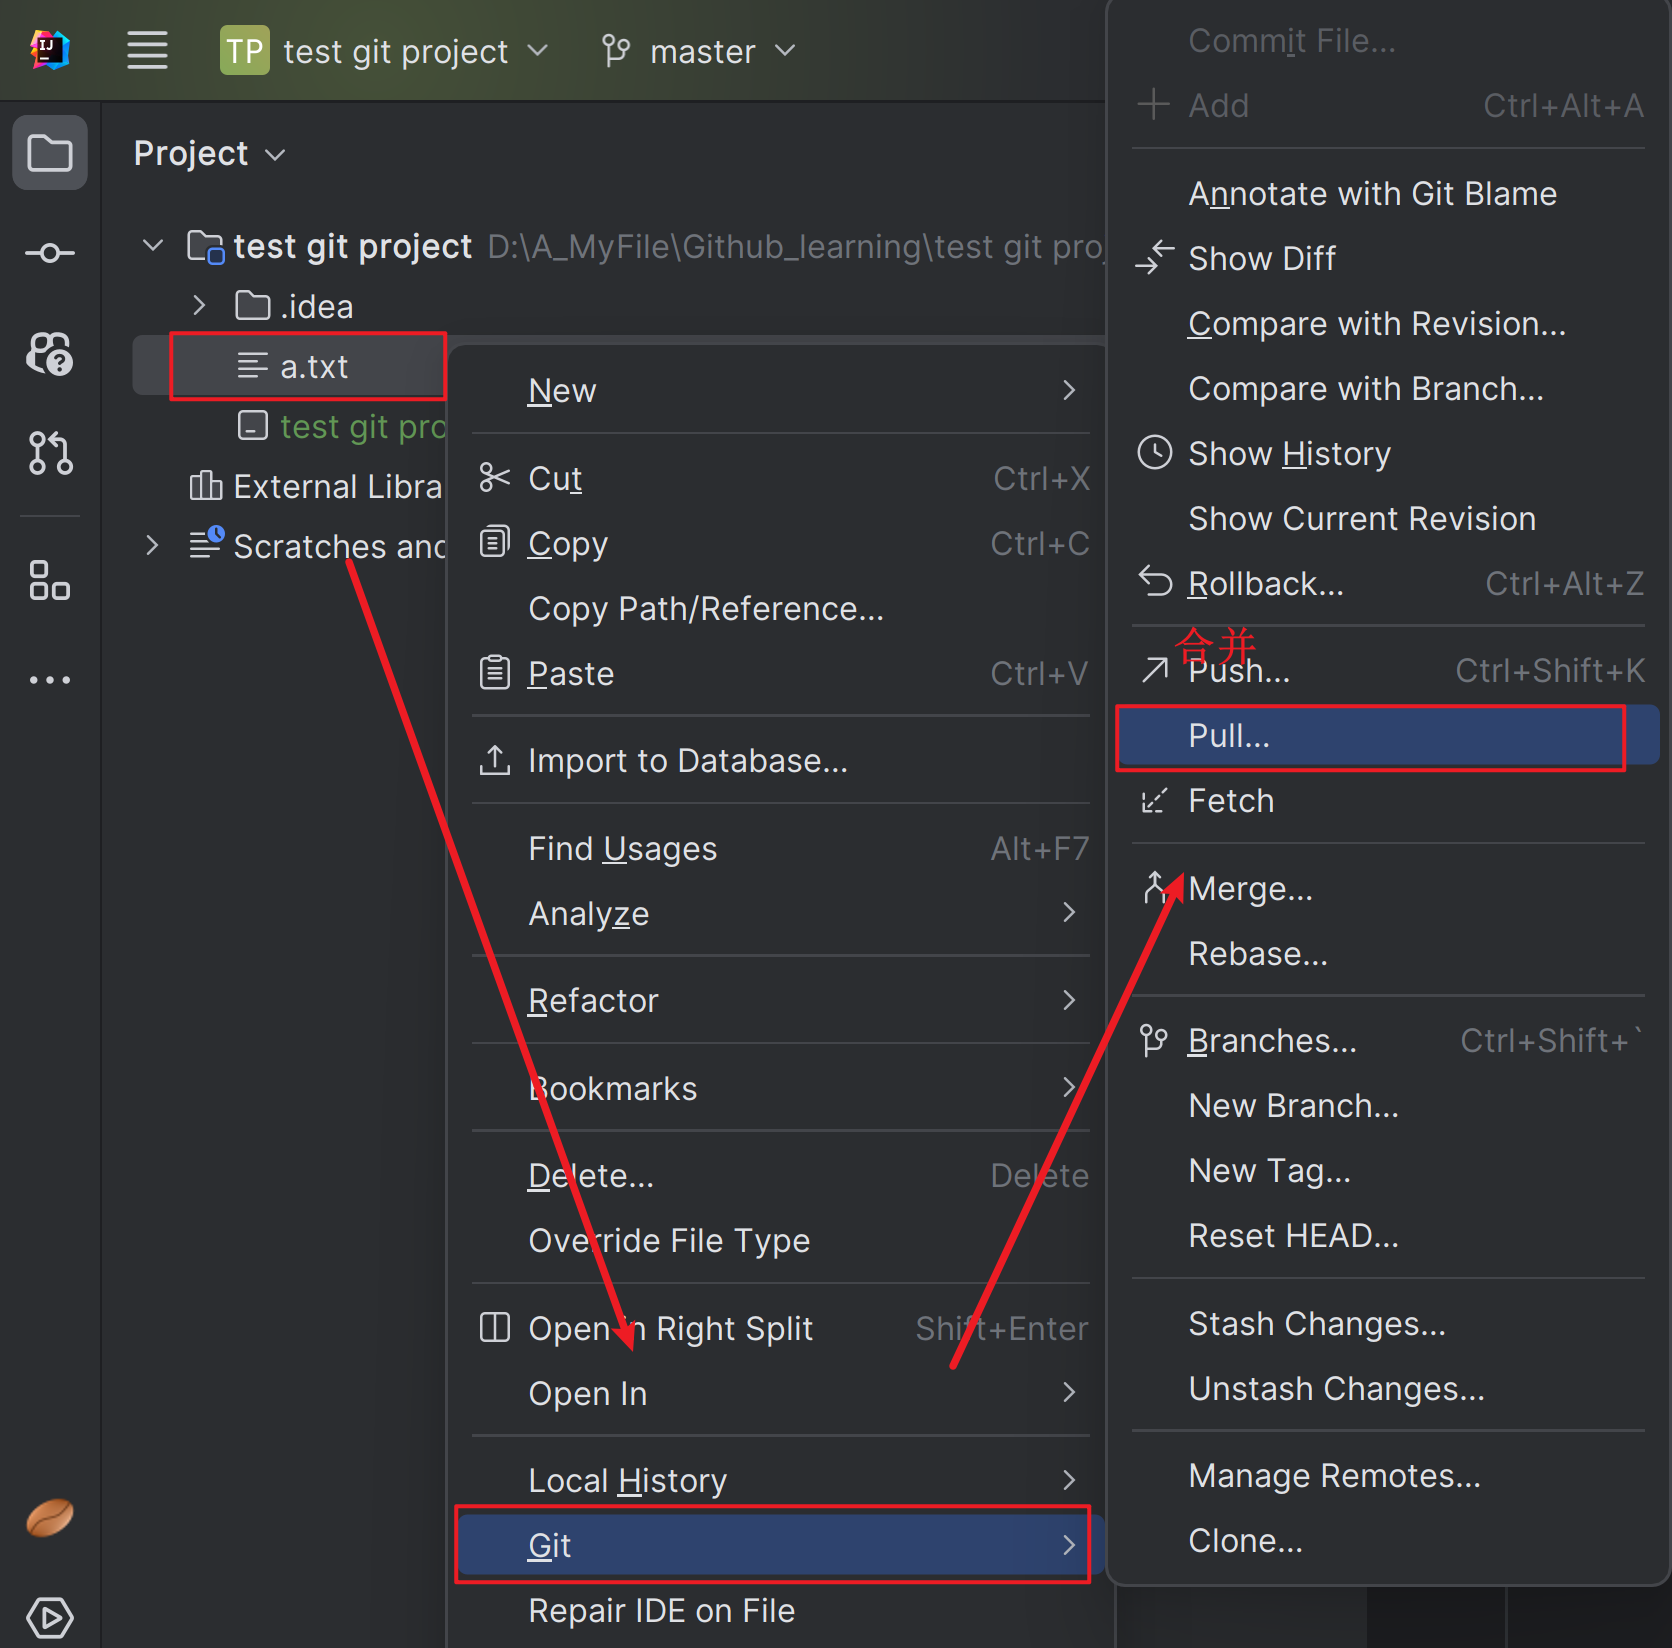 IJ
TP test git project
master
Project
test git project D:\A_MyFile\Github_learning\test git pro
.idea
a.txt
test git pro
External Libra
Scratches and
New
Cut Ctrl+X
Copy Ctrl+C
Copy Path/Reference...
Paste Ctrl+V
Import to Database...
Find Usages Alt+F7
Analyze
Refactor
Bookmarks
Delete... Delete
Override File Type
Open in Right Split Shift+Enter
Open In
Local History
Git
Repair IDE on File
Commit File...
Add Ctrl+Alt+A
Annotate with Git Blame
Show Diff
Compare with Revision...
Compare with Branch...
Show History
Show Current Revision
Rollback... Ctrl+Alt+Z
合并
Push... Ctrl+Shift+K
Pull...
Fetch
Merge...
Rebase...
Branches... Ctrl+Shift+`
New Branch...
New Tag...
Reset HEAD...
Stash Changes...
Unstash Changes...
Manage Remotes...
Clone...